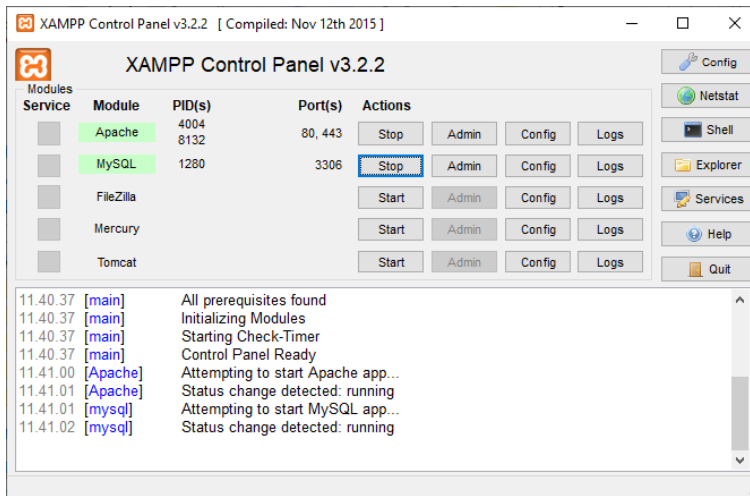 XAMPP Control Panel v3.2.2 [ Compiled: Nov 12th 2015 ]
XAMPP Control Panel v3.2.2
Config
Modules
Service Module PID(s) Port(s) Actions
Netstat
Apache 4004 8132 80, 443 Stop Admin Config Logs
Shell
MySQL 1280 3306 Stop Admin Config Logs
Explorer
FileZilla Start Admin Config Logs
Services
Mercury Start Admin Config Logs
Help
Tomcat Start Admin Config Logs
Quit
11.40.37 [main] All prerequisites found
11.40.37 [main] Initializing Modules
11.40.37 [main] Starting Check-Timer
11.40.37 [main] Control Panel Ready
11.41.00 [Apache] Attempting to start Apache app...
11.41.01 [Apache] Status change detected: running
11.41.01 [mysql] Attempting to start MySQL app...
11.41.02 [mysql] Status change detected: running